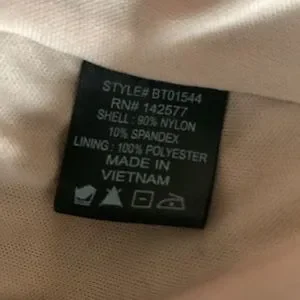 STYLE# BT01544
RN# 142577
SHELL : 90% NYLON
10% SPANDEX
LINING : 100% POLYESTER
MADE IN
VIETNAM